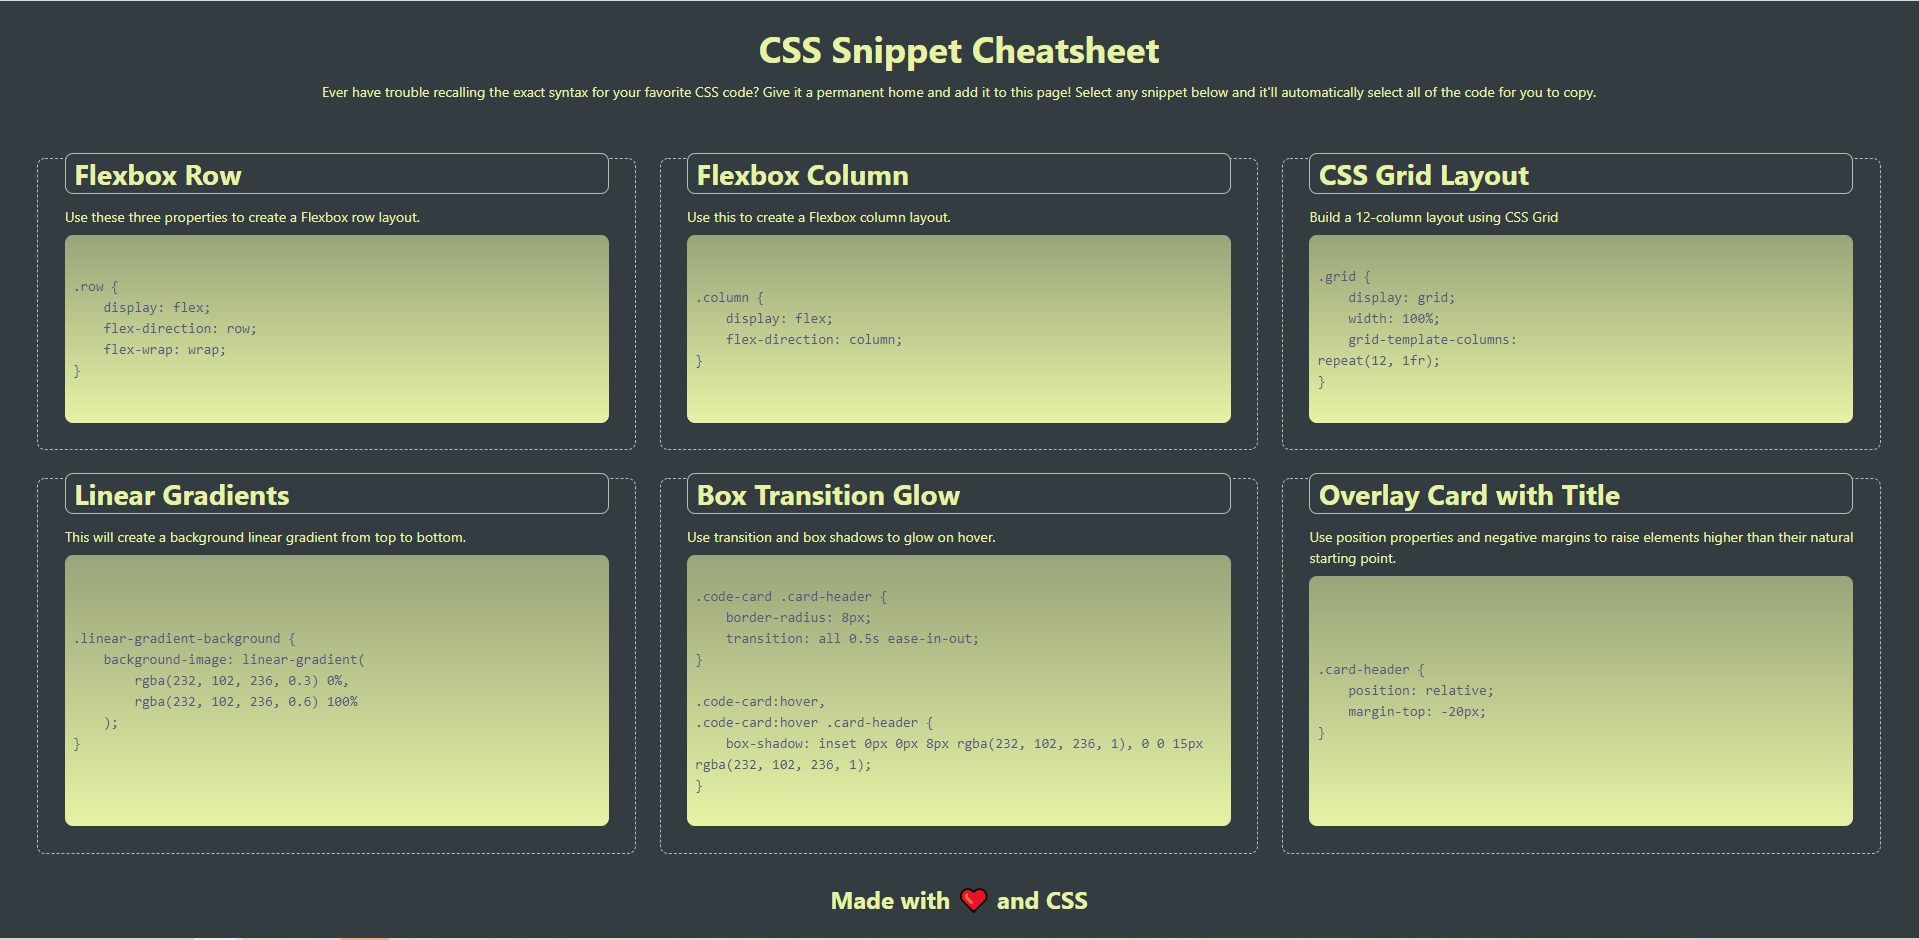 CSS Snippet Cheatsheet
Ever have trouble recalling the exact syntax for your favorite CSS code? Give it a permanent home and add it to this page! Select any snippet below and it'll automatically select all of the code for you to copy.
Flexbox Row
Use these three properties to create a Flexbox row layout.
.row {
    display: flex;
    flex-direction: row;
    flex-wrap: wrap;
}
Flexbox Column
Use this to create a Flexbox column layout.
.column {
    display: flex;
    flex-direction: column;
}
CSS Grid Layout
Build a 12-column layout using CSS Grid
.grid {
    display: grid;
    width: 100%;
    grid-template-columns:
repeat(12, 1fr);
}
Linear Gradients
This will create a background linear gradient from top to bottom.
.linear-gradient-background {
    background-image: linear-gradient(
        rgba(232, 102, 236, 0.3) 0%,
        rgba(232, 102, 236, 0.6) 100%
    );
}
Box Transition Glow
Use transition and box shadows to glow on hover.
.code-card .card-header {
    border-radius: 8px;
    transition: all 0.5s ease-in-out;
}
.code-card:hover,
.code-card:hover .card-header {
    box-shadow: inset 0px 0px 8px rgba(232, 102, 236, 1), 0 0 15px
rgba(232, 102, 236, 1);
}
Overlay Card with Title
Use position properties and negative margins to raise elements higher than their natural
starting point.
.card-header {
    position: relative;
    margin-top: -20px;
}
Made with ❤️ and CSS